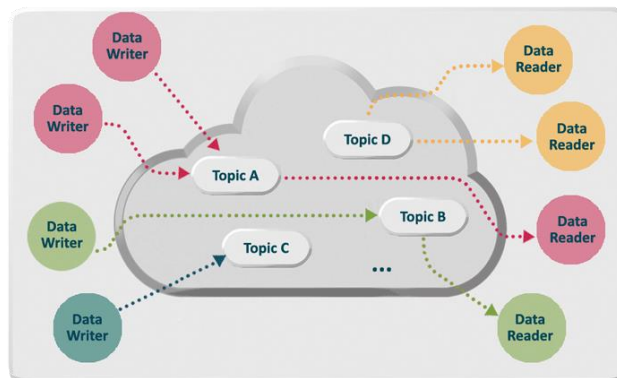 Data
Writer
Data
Writer
Data
Writer
Data
Writer
Topic D
Topic A
Topic B
Topic C
...
Data
Reader
Data
Reader
Data
Reader
Data
Reader